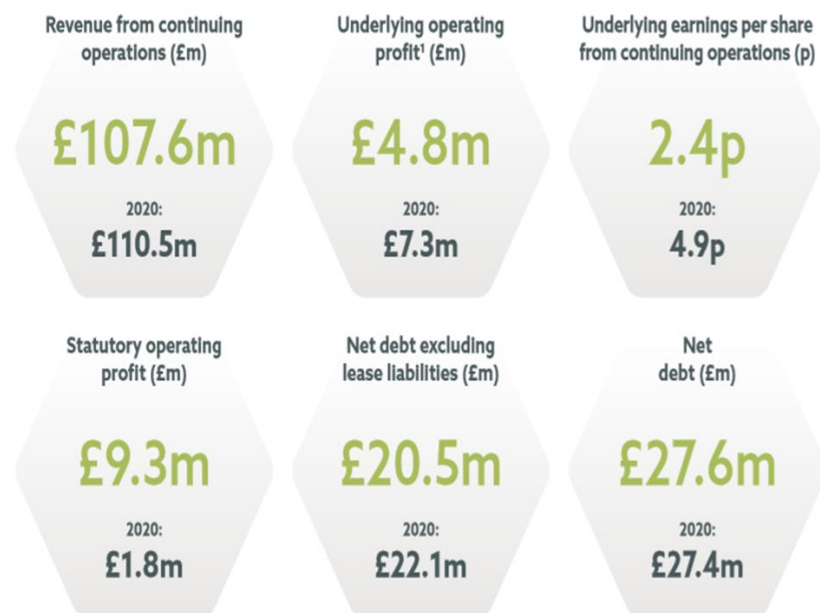 Revenue from continuing
operations (£m)
£107.6m
2020:
£110.5m
Underlying operating
profit¹ (£m)
£4.8m
2020:
£7.3m
Underlying earnings per share
from continuing operations (p)
2.4p
2020:
4.9p
Statutory operating
profit (£m)
£9.3m
2020:
£1.8m
Net debt excluding
lease liabilities (£m)
£20.5m
2020:
£22.1m
Net
debt (£m)
£27.6m
2020:
£27.4m